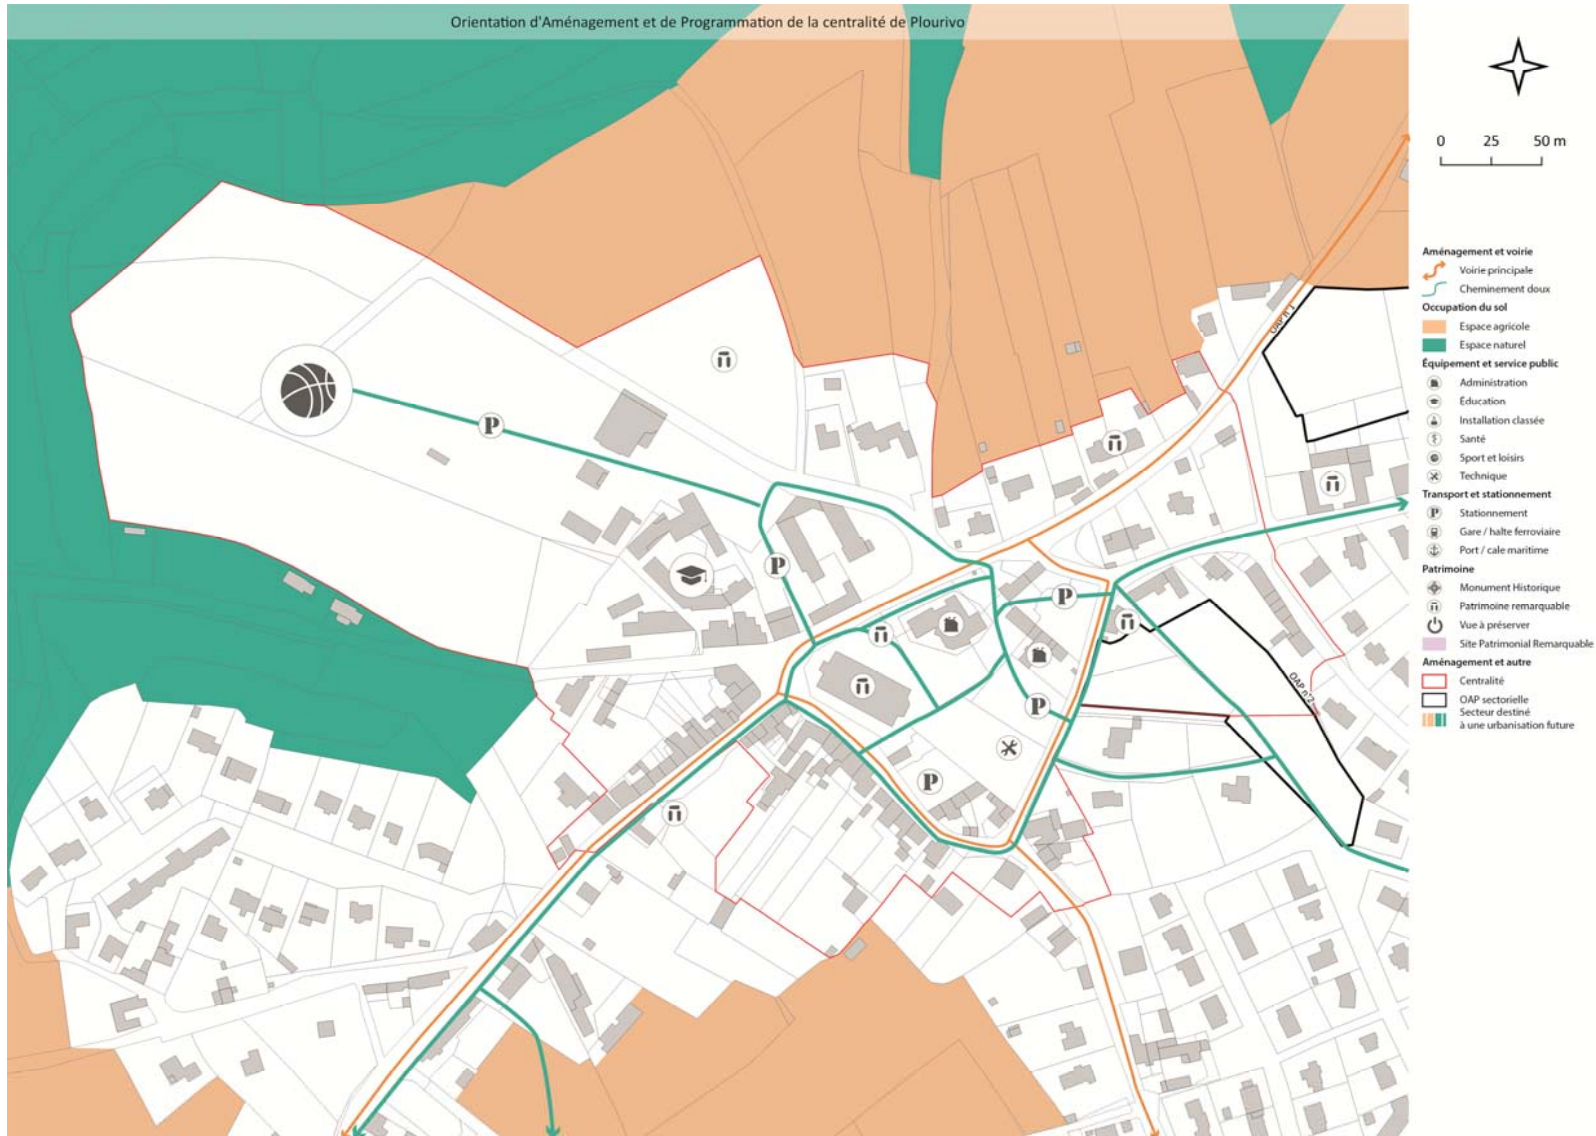 Orientation d'Aménagement et de Programmation de la centralité de Plourivo
0 25 50 m
Aménagement et voirie
Voirie principale
Cheminement doux
Occupation du sol
Espace agricole
Espace naturel
Équipement et service public
Administration
Éducation
Installation classée
Santé
Sport et loisirs
Technique
Transport et stationnement
P Stationnement
Gare / halte ferroviaire
Port / cale maritime
Patrimoine
Monument Historique
Patrimoine remarquable
Vue à préserver
Site Patrimonial Remarquable
Aménagement et autre
Centralité
OAP sectorielle
Secteur destiné
à une urbanisation future
OAP n°1
P
P
P
P
OAP n°2
P